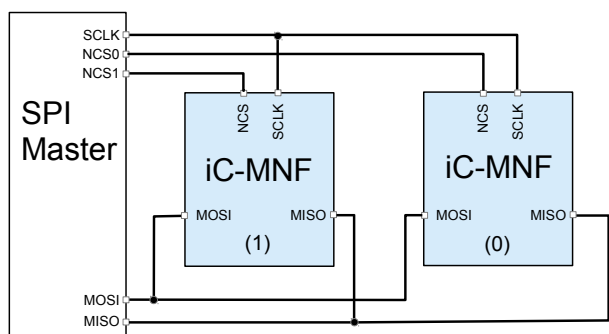 SCLK
NCS0
NCS1
SPI
Master
NCS
SCLK
iC-MNF
MOSI
MISO
(1)
NCS
SCLK
iC-MNF
MOSI
MISO
(0)
MOSI
MISO